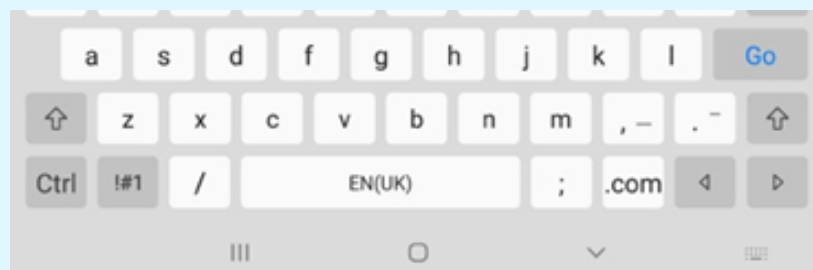 a s d f g h j k l Go
z x c v b n m , _ . -
Ctrl !#1 / EN(UK) ; .com